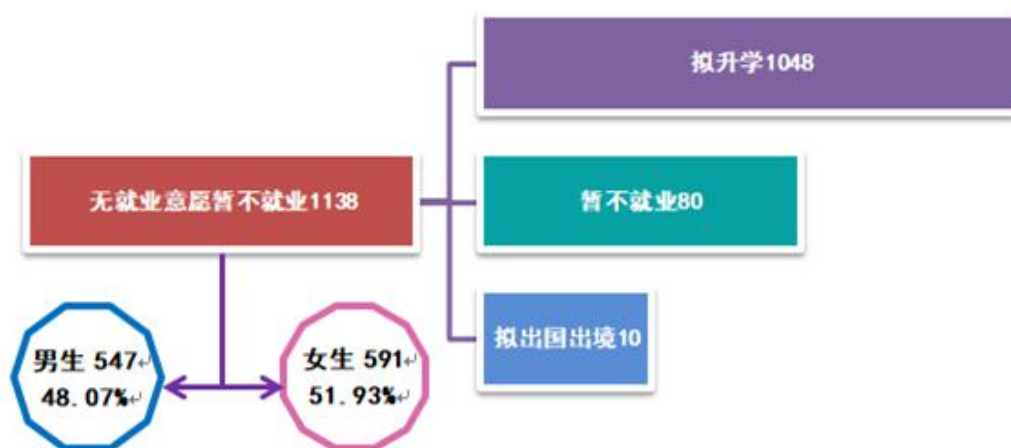 拟升学1048
无就业意愿暂不就业1138
暂不就业80
拟出国出境10
男生 547↵
48.07%↵
女生 591↵
51.93%↵